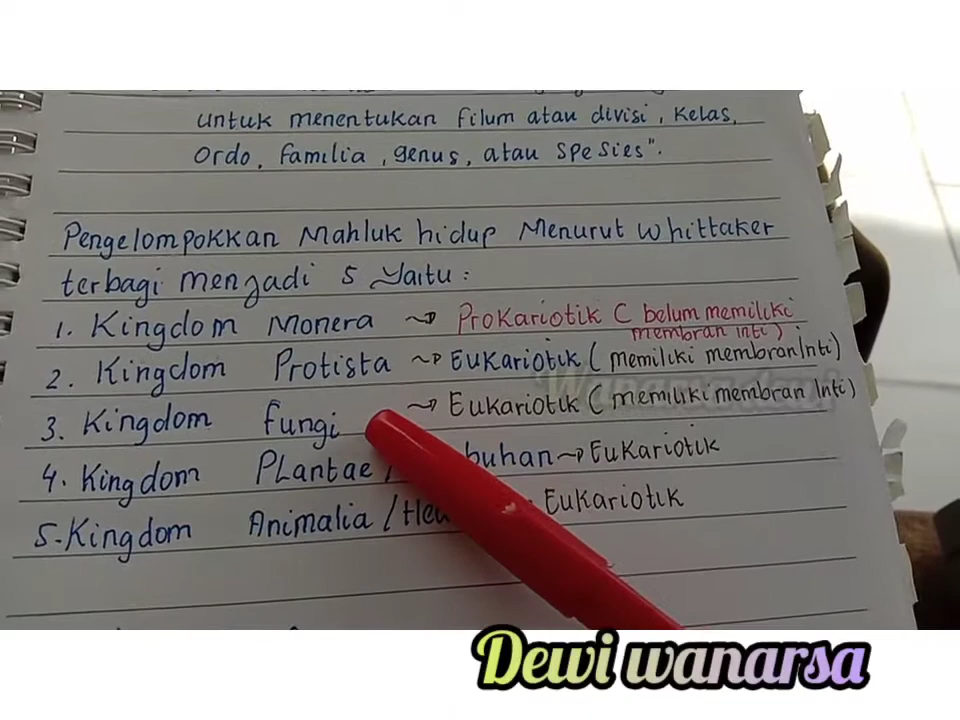 untuk menentukan filum atau divisi, kelas,
Ordo, familia, genus, atau spesies".
Pengelompokkan Mahluk hidup Menurut Whittaker
terbagi menjadi 5 Yaitu:
1. Kingdom Monera ~> Prokariotik ( belum memiliki
membran inti)
2. Kingdom Protista ~> Eukariotik ( memiliki membran Inti)
3. Kingdom Fungi ~> Eukariotik ( memiliki membran Inti)
4. Kingdom PLantae / buhan ~> Eukariotik
5. Kingdom Animalia / Eukariotik
Dewi wanarsa